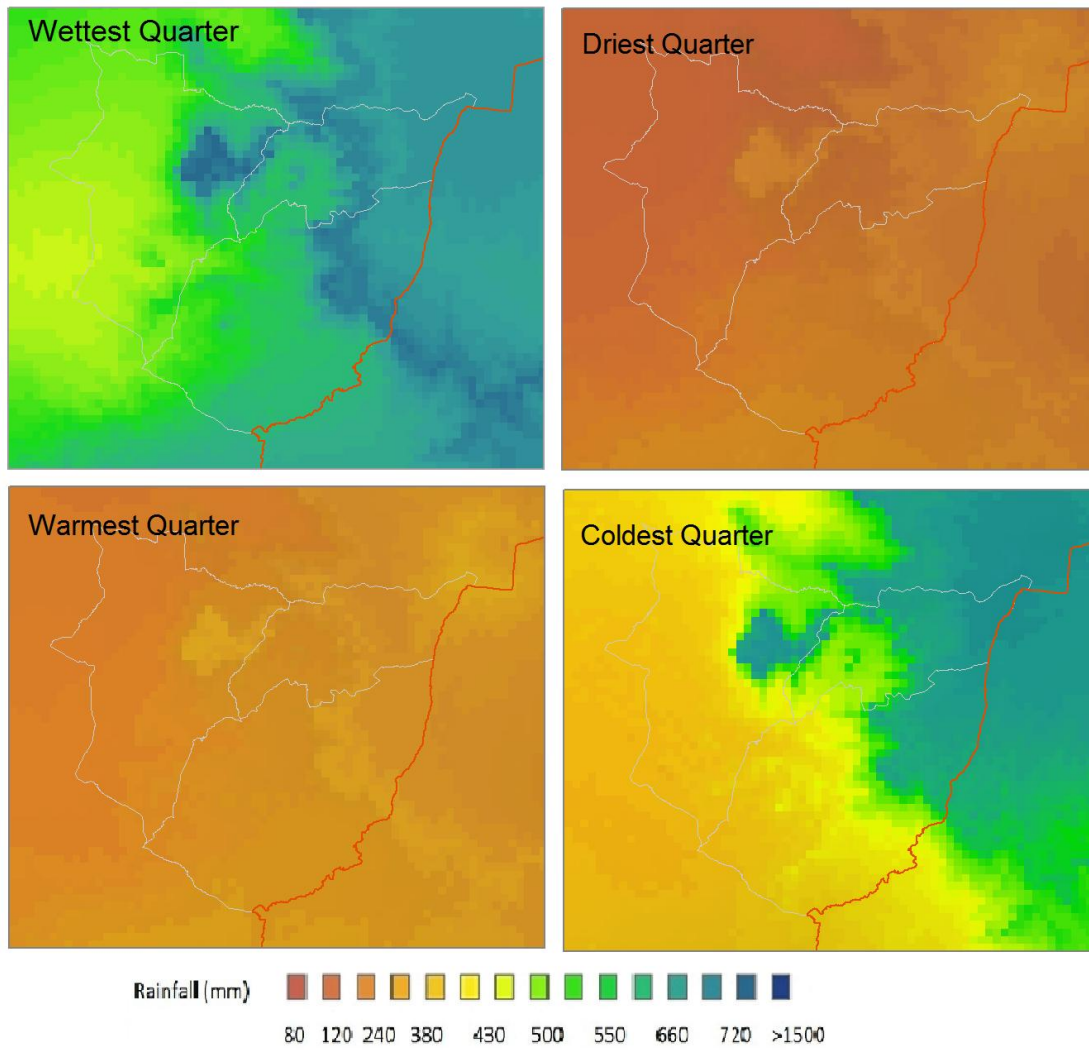 Wettest Quarter
Driest Quarter
Warmest Quarter
Coldest Quarter
Rainfall (mm)
80 120 240 380 430 500 550 660 720 >1500